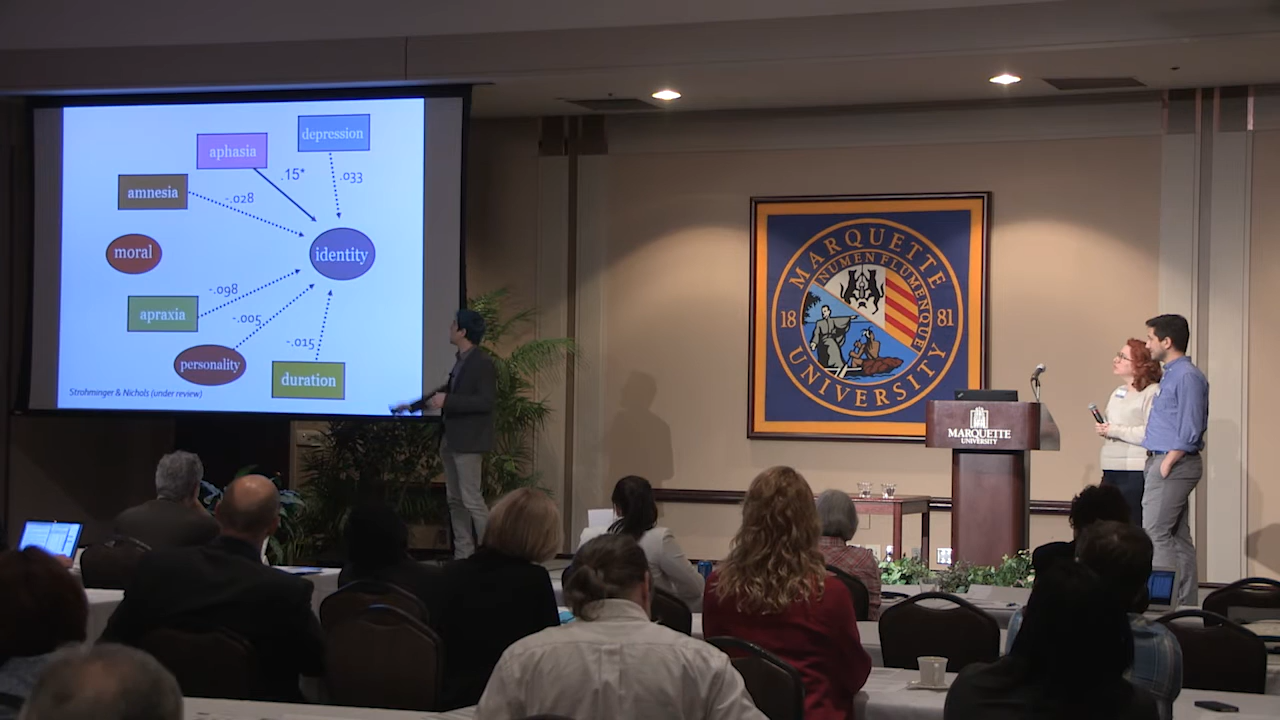 depression
aphasia
.15*
.033
amnesia
-.028
moral
identity
-.098
apraxia
-.005
personality
-.015
duration
Strohminger & Nichols (under review)
MARQUETTE
NUMEN FLUMENQUE
18 81
UNIVERSITY
MARQUETTE
UNIVERSITY